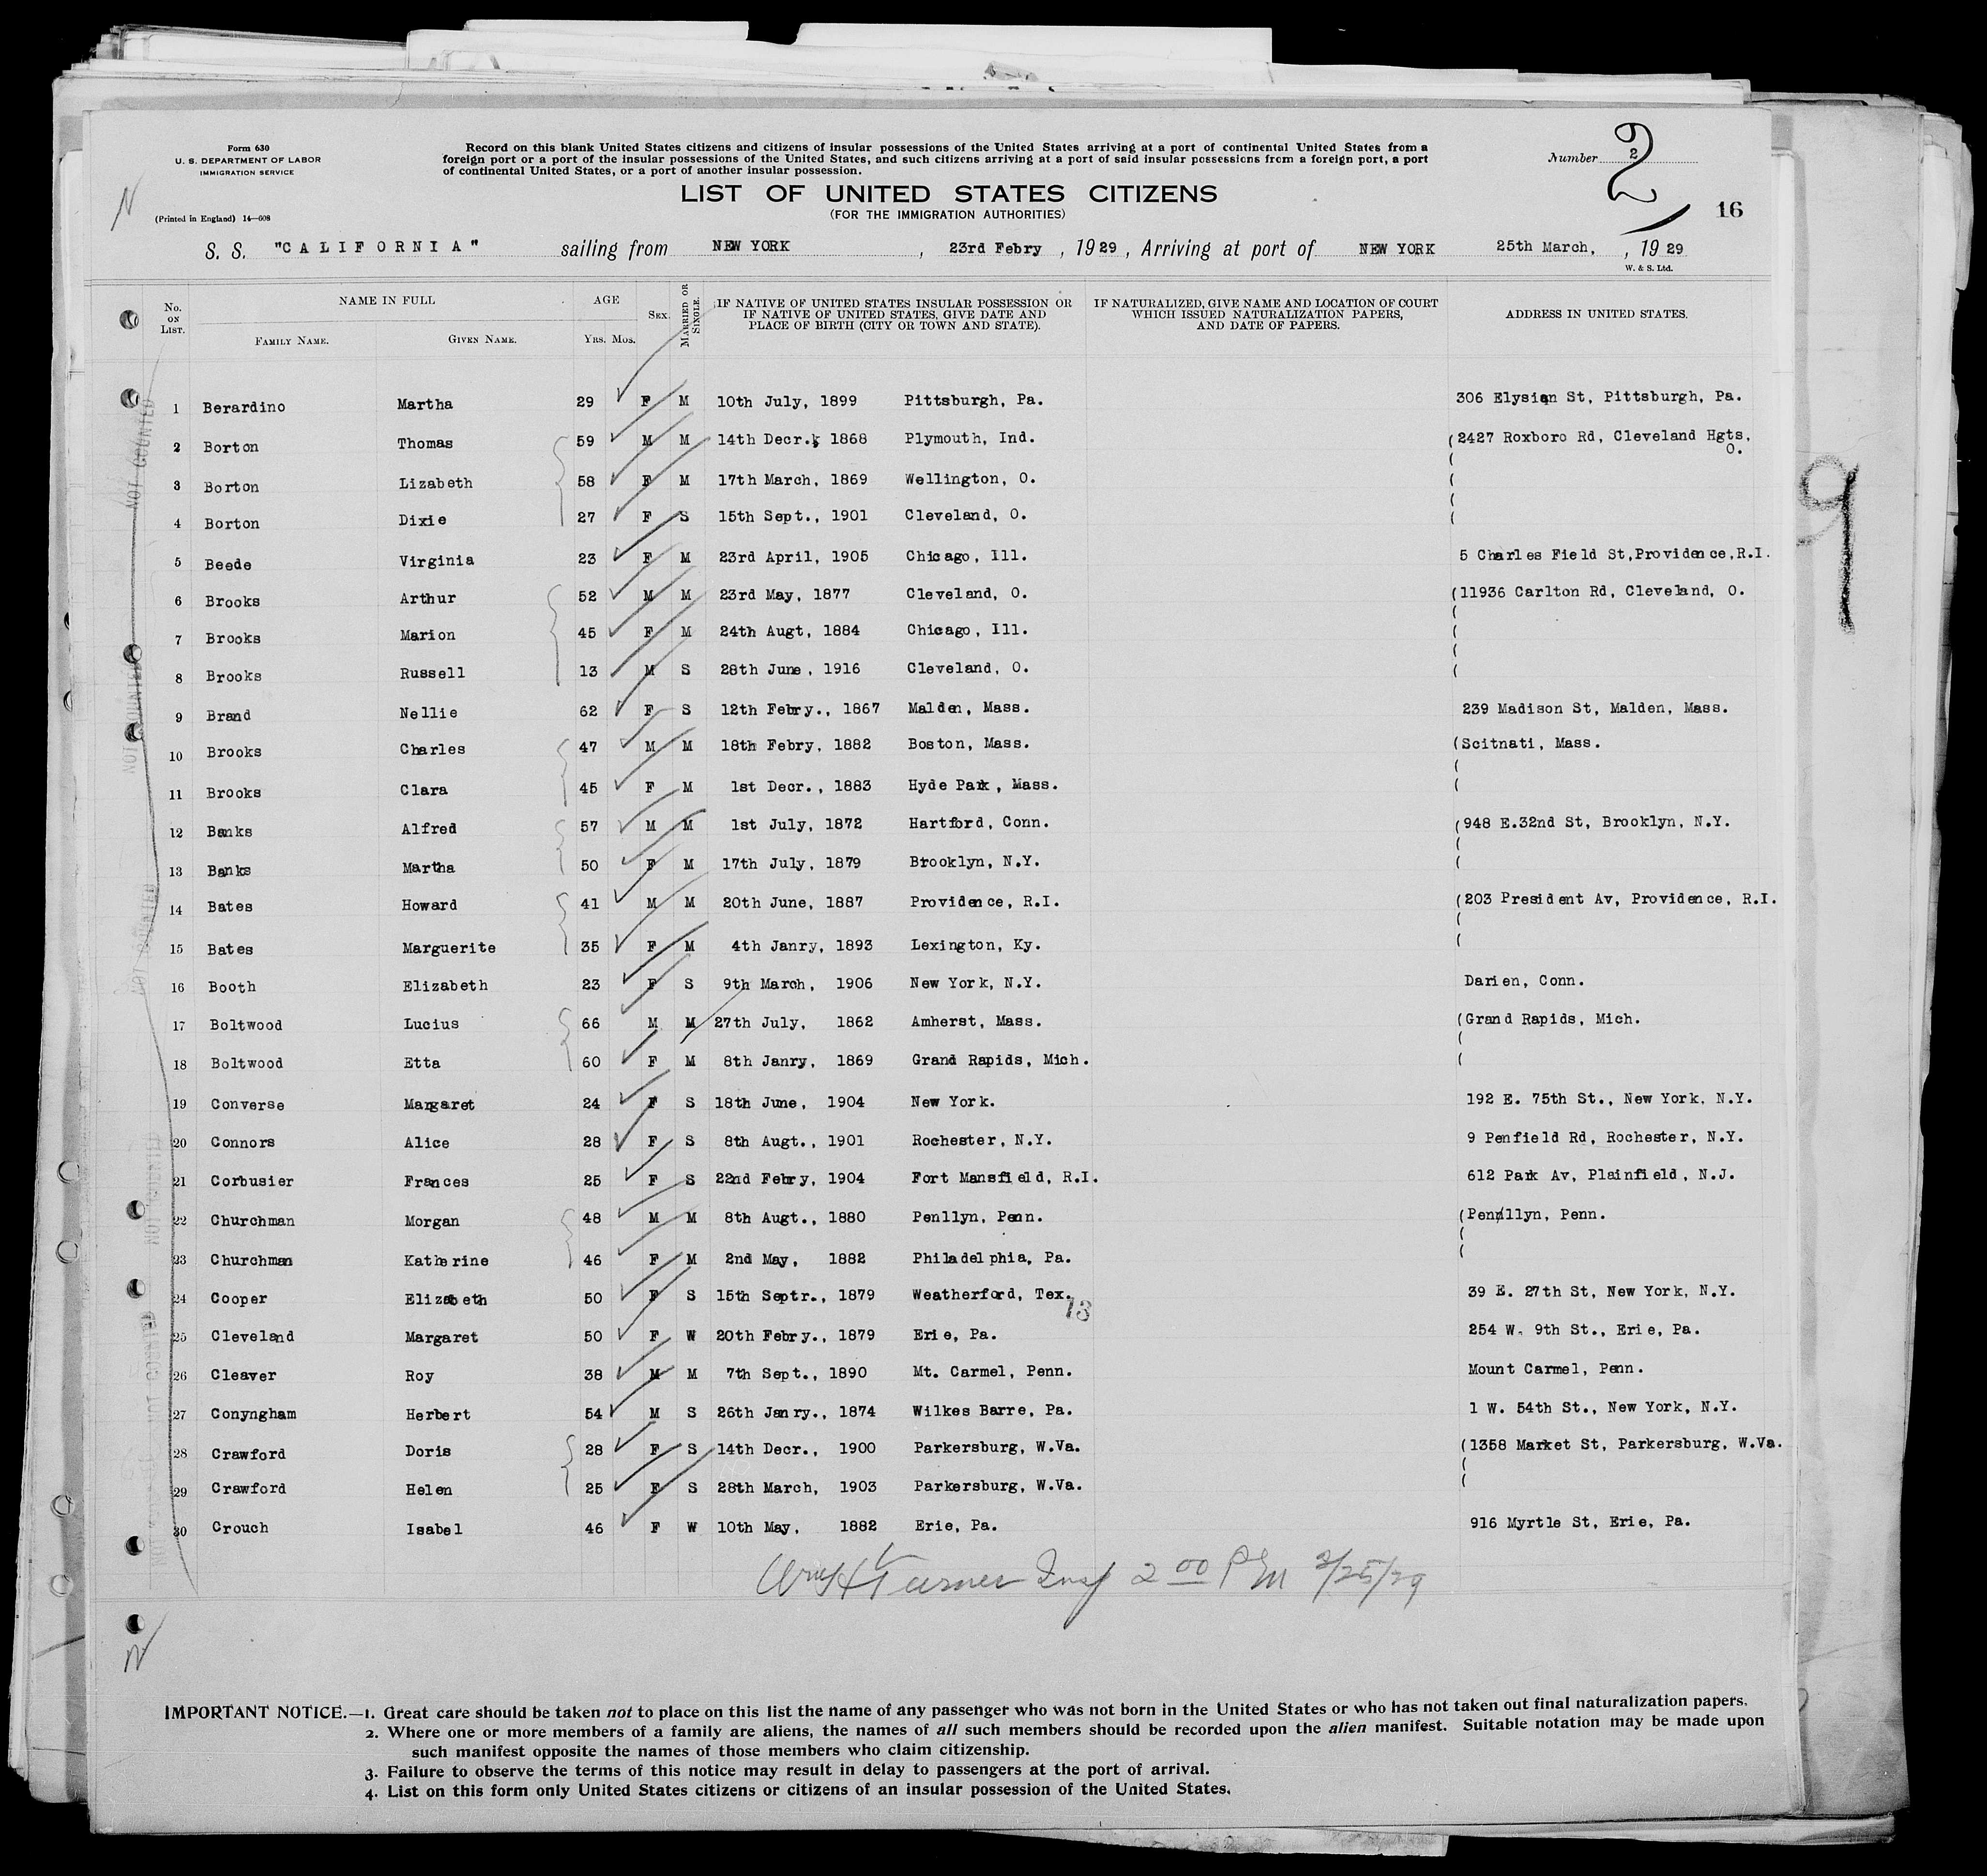 Form 630
U. S. DEPARTMENT OF LABOR
IMMIGRATION SERVICE
(Printed in England) 14—608
Record on this blank United States citizens and citizens of insular possessions of the United States arriving at a port of continental United States from a
foreign port or a port of the insular possessions of the United States, and such citizens arriving at a port of said insular possessions from a foreign port, a port
of continental United States, or a port of another insular possession.
Number 2
2
LIST OF UNITED STATES CITIZENS
(FOR THE IMMIGRATION AUTHORITIES)
16
S. S. "CALIFORNIA" sailing from NEW YORK, 23rd Febry, 1929, Arriving at port of NEW YORK 25th March, , 1929
W. & S. Ltd.
No. ON LIST. NAME IN FULL AGE SEX. MARRIED OR SINGLE. IF NATIVE OF UNITED STATES INSULAR POSSESSION OR IF NATIVE OF UNITED STATES, GIVE DATE AND PLACE OF BIRTH (CITY OR TOWN AND STATE). IF NATURALIZED, GIVE NAME AND LOCATION OF COURT WHICH ISSUED NATURALIZATION PAPERS, AND DATE OF PAPERS. ADDRESS IN UNITED STATES.
FAMILY NAME. GIVEN NAME. YRS. MOS.
1 Berardino Martha 29 F M 10th July, 1899 Pittsburgh, Pa. 306 Elysian St, Pittsburgh, Pa.
2 Borton Thomas 59 M M 14th Decr. 1868 Plymouth, Ind. (2427 Roxboro Rd, Cleveland Hgts, O.
3 Borton Lizabeth 58 F M 17th March, 1869 Wellington, O. (
4 Borton Dixie 27 F S 15th Sept., 1901 Cleveland, O. (
5 Beede Virginia 23 F M 23rd April, 1905 Chicago, Ill. 5 Charles Field St,Providence,R.I.
6 Brooks Arthur 52 M M 23rd May, 1877 Cleveland, O. (11936 Carlton Rd, Cleveland, O.
7 Brooks Marion 45 F M 24th Augt, 1884 Chicago, Ill. (
8 Brooks Russell 13 M S 28th June, 1916 Cleveland, O. (
9 Brand Nellie 62 F S 12th Febry., 1867 Malden, Mass. 239 Madison St, Malden, Mass.
10 Brooks Charles 47 M M 18th Febry, 1882 Boston, Mass. (Scitnati, Mass.
11 Brooks Clara 45 F M 1st Decr., 1883 Hyde Park, Mass. (
12 Banks Alfred 57 M M 1st July, 1872 Hartford, Conn. (948 E.32nd St, Brooklyn, N.Y.
13 Banks Martha 50 F M 17th July, 1879 Brooklyn, N.Y. (
14 Bates Howard 41 M M 20th June, 1887 Providence, R.I. (203 President Av, Providence, R.I.
15 Bates Marguerite 35 F M 4th Janry, 1893 Lexington, Ky. (
16 Booth Elizabeth 23 F S 9th March, 1906 New York, N.Y. Darien, Conn.
17 Boltwood Lucius 66 M M 27th July, 1862 Amherst, Mass. (Grand Rapids, Mich.
18 Boltwood Etta 60 F M 8th Janry, 1869 Grand Rapids, Mich. (
19 Converse Margaret 24 F S 18th June, 1904 New York. 192 E. 75th St., New York, N.Y.
20 Connors Alice 28 F S 8th Augt., 1901 Rochester, N.Y. 9 Penfield Rd, Rochester, N.Y.
21 Corbusier Frances 25 F S 22nd Febry, 1904 Fort Mansfield, R.I. 612 Park Av, Plainfield, N.J.
22 Churchman Morgan 48 M M 8th Augt., 1880 Penllyn, Penn. (Penllyn, Penn.
23 Churchman Katherine 46 F M 2nd May, 1882 Philadelphia, Pa. (
24 Cooper Elizabeth 50 F S 15th Septr., 1879 Weatherford, Tex. 39 E. 27th St, New York, N.Y.
13
25 Cleveland Margaret 50 F W 20th Febry., 1879 Erie, Pa. 254 W. 9th St., Erie, Pa.
26 Cleaver Roy 38 M M 7th Sept., 1890 Mt. Carmel, Penn. Mount Carmel, Penn.
27 Conyngham Herbert 54 M S 26th Janry., 1874 Wilkes Barre, Pa. 1 W. 54th St., New York, N.Y.
28 Crawford Doris 28 F S 14th Decr., 1900 Parkersburg, W.Va. (1358 Market St, Parkersburg, W.Va.
29 Crawford Helen 25 F S 28th March, 1903 Parkersburg, W.Va. (
30 Crouch Isabel 46 F W 10th May, 1882 Erie, Pa. 916 Myrtle St, Erie, Pa.
NOT COUNTED
9
Turner Insp 2 00 PM 3/25/29
N
N
IMPORTANT NOTICE.—1. Great care should be taken not to place on this list the name of any passenger who was not born in the United States or who has not taken out final naturalization papers.
2. Where one or more members of a family are aliens, the names of all such members should be recorded upon the alien manifest. Suitable notation may be made upon
such manifest opposite the names of those members who claim citizenship.
3. Failure to observe the terms of this notice may result in delay to passengers at the port of arrival.
4. List on this form only United States citizens or citizens of an insular possession of the United States.